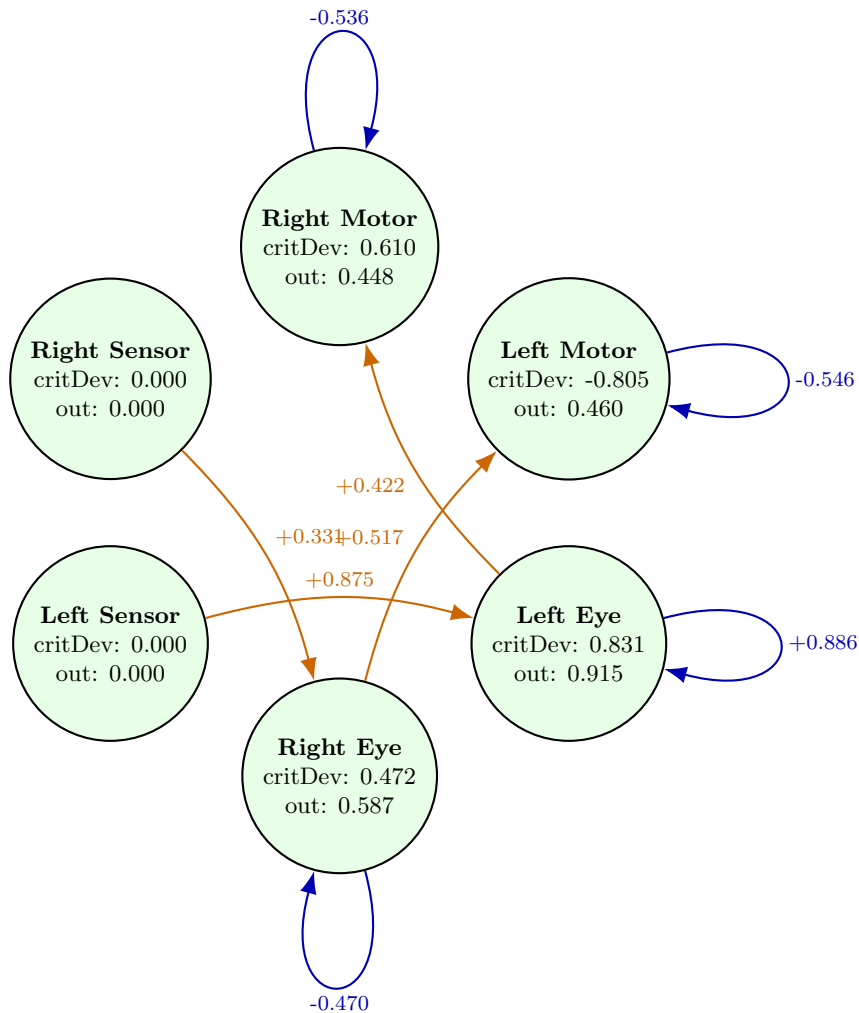 -0.536
Right Motor
critDev: 0.610
out: 0.448
Right Sensor
critDev: 0.000
out: 0.000
Left Motor
critDev: -0.805
out: 0.460
-0.546
+0.422
+0.331
+0.517
+0.875
Left Sensor
critDev: 0.000
out: 0.000
Left Eye
critDev: 0.831
out: 0.915
+0.886
Right Eye
critDev: 0.472
out: 0.587
-0.470